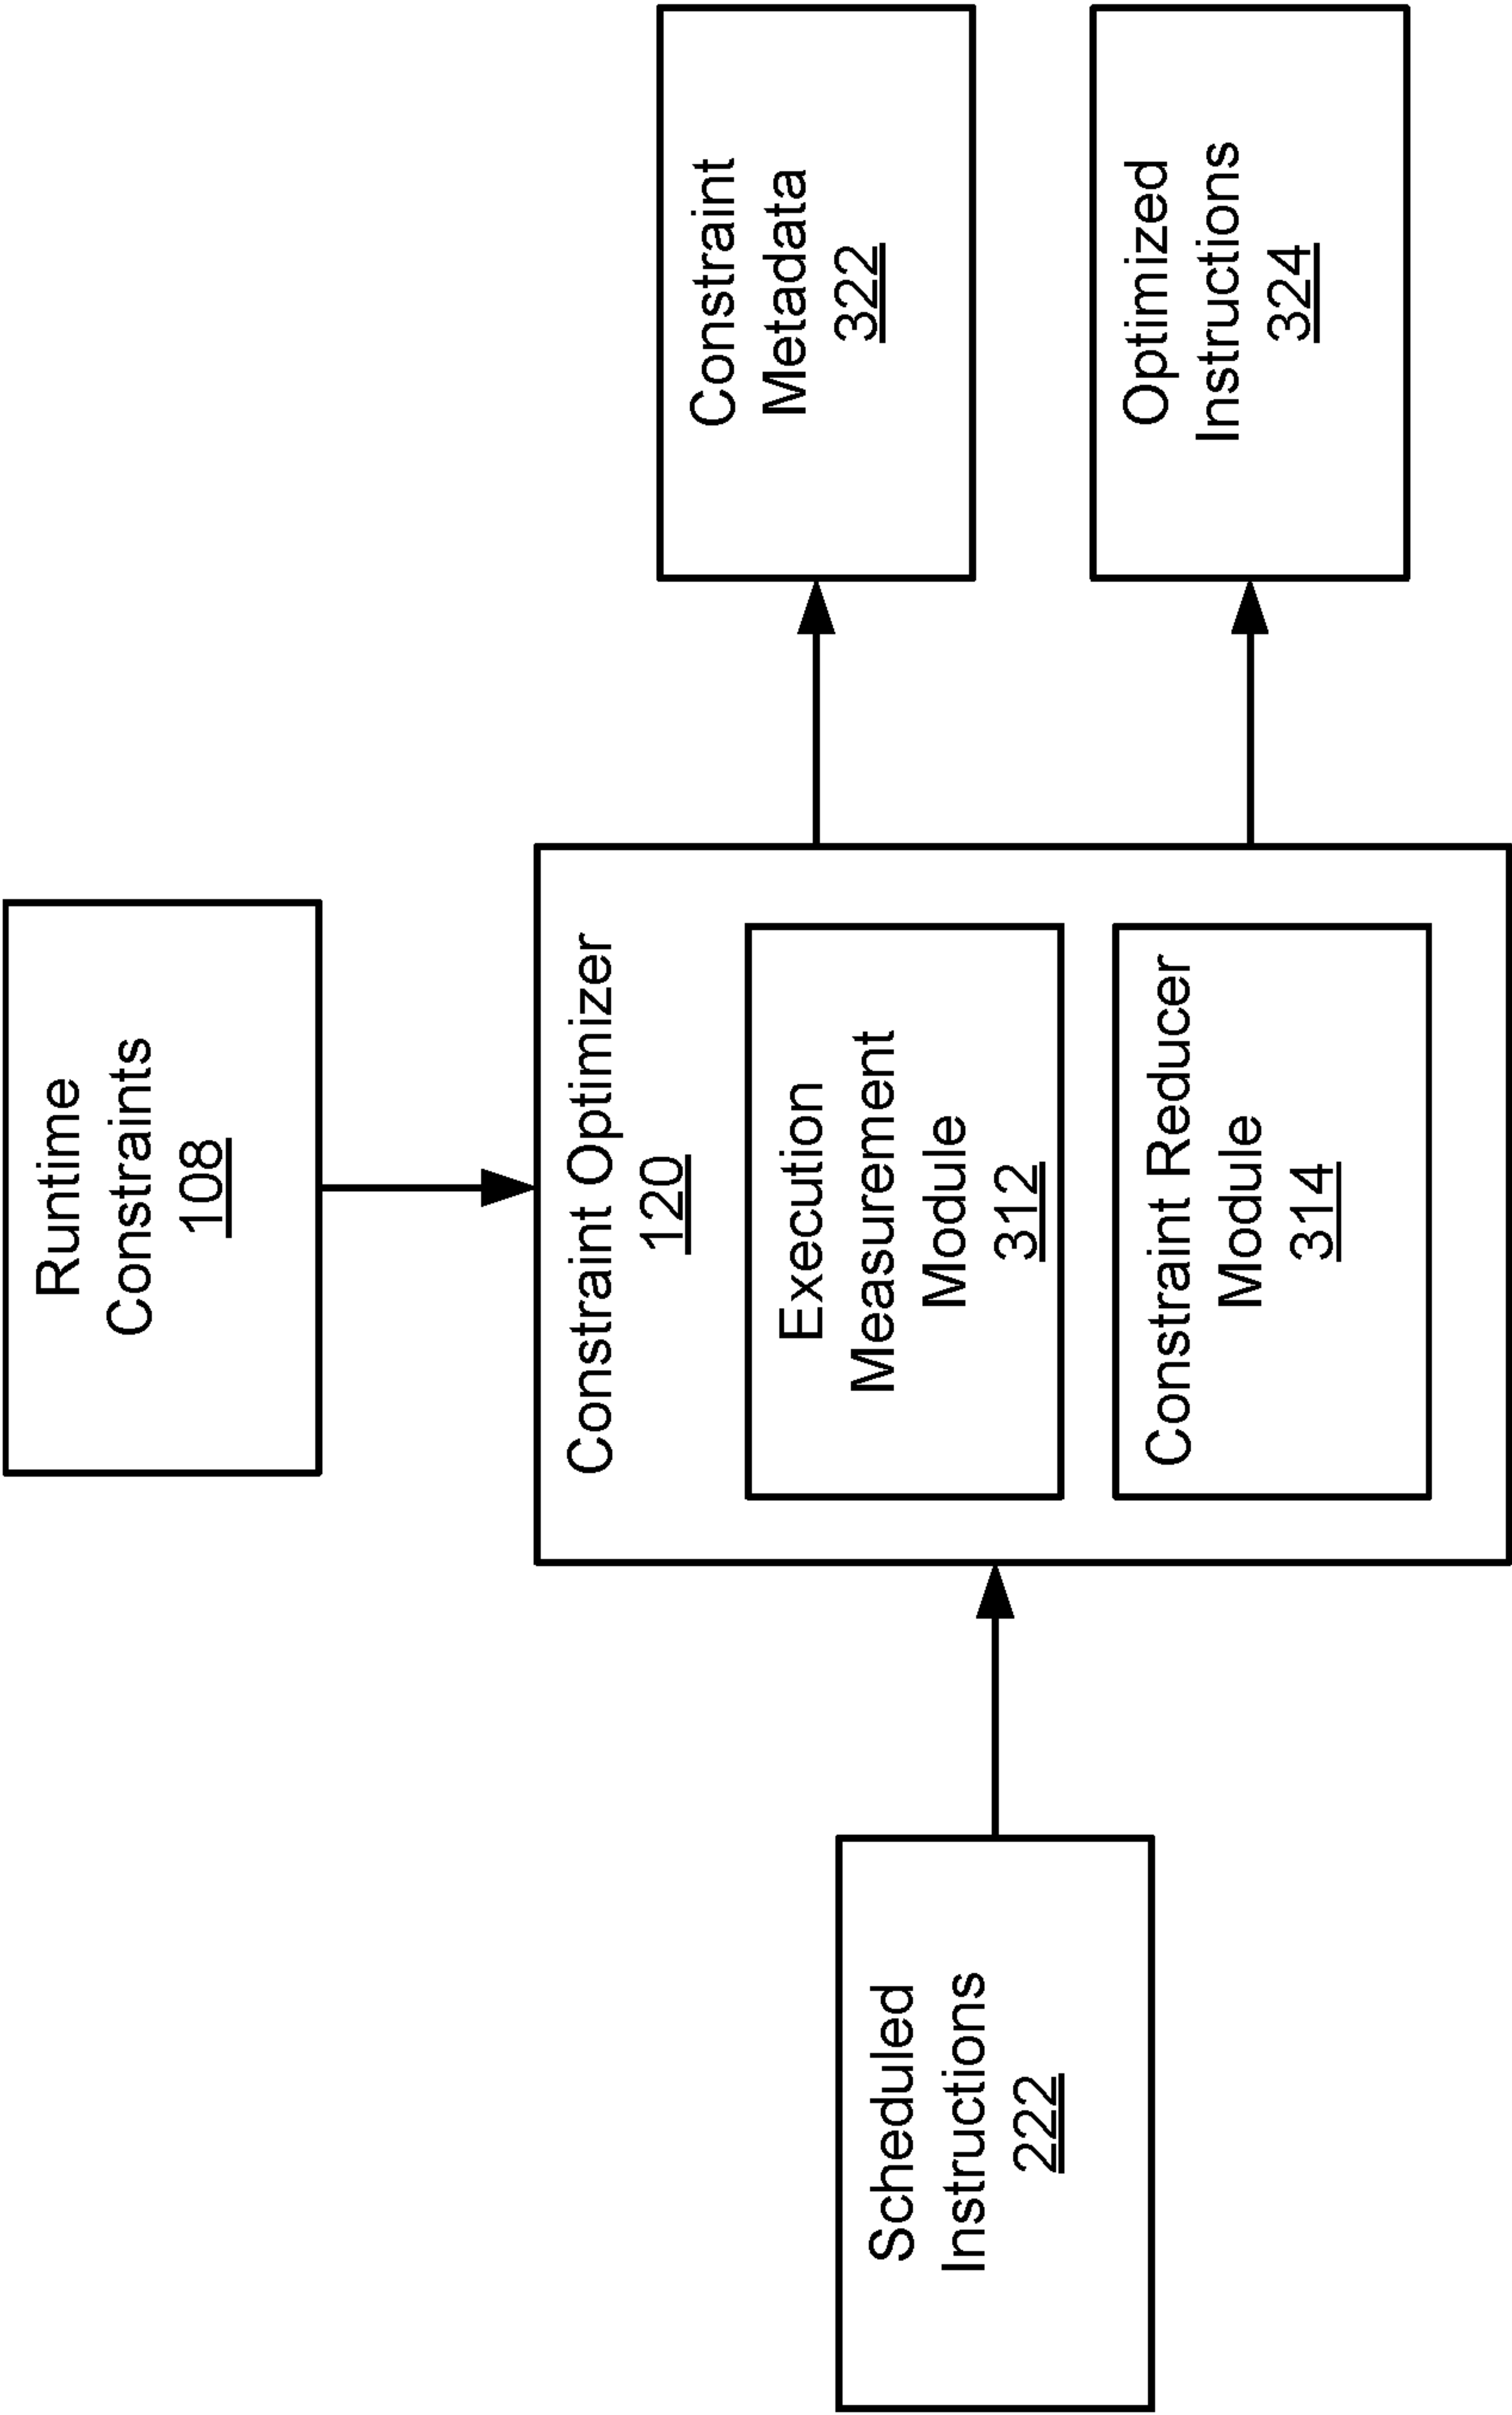 Runtime
Constraints
108
Scheduled
Instructions
222
Constraint Optimizer
120
Execution
Measurement
Module
312
Constraint Reducer
Module
314
Constraint
Metadata
322
Optimized
Instructions
324